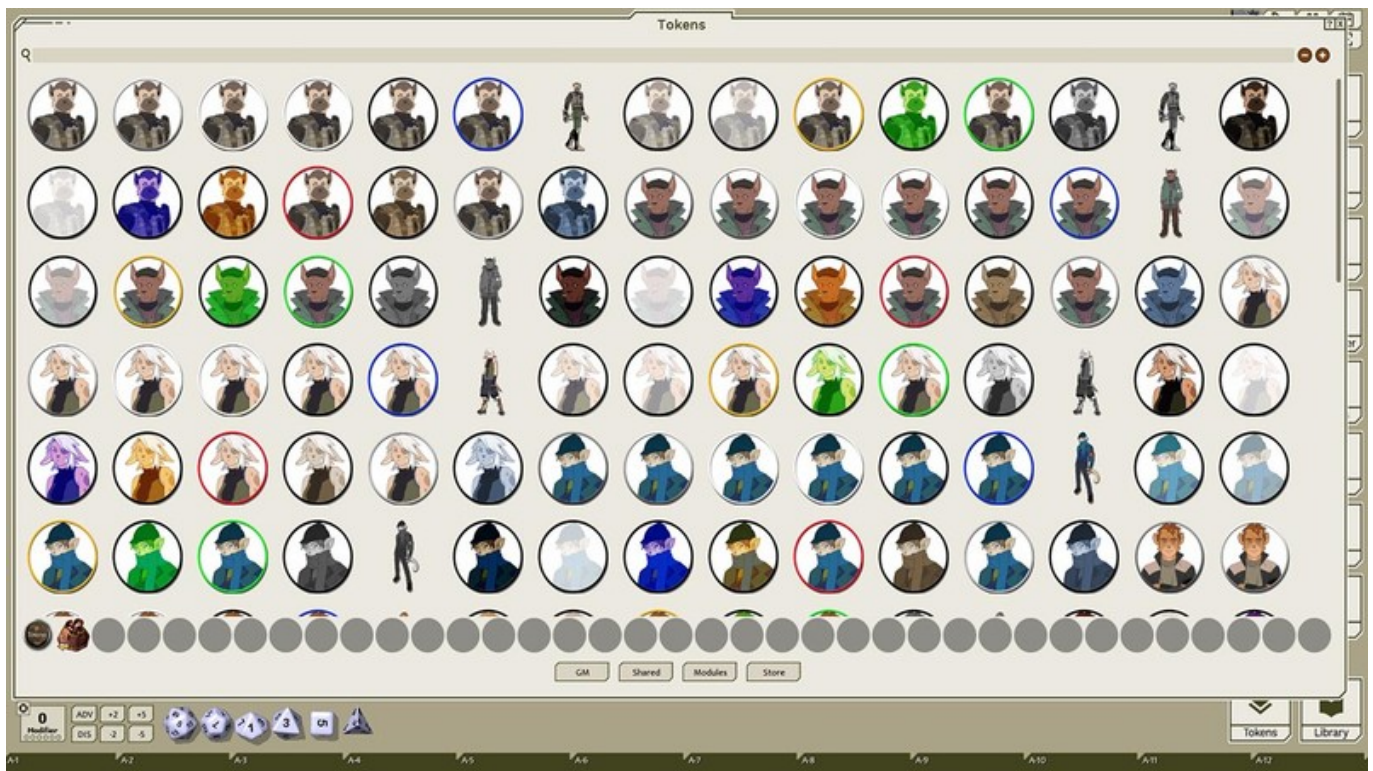 Tokens
? X
GM
Shared
Modules
Store
0
Modifier
ADV
+2
+5
DIS
-2
-5
3
Tokens
Library
A-1
A-2
A-3
A-4
A-5
A-6
A-7
A-8
A-9
A-10
A-11
A-12